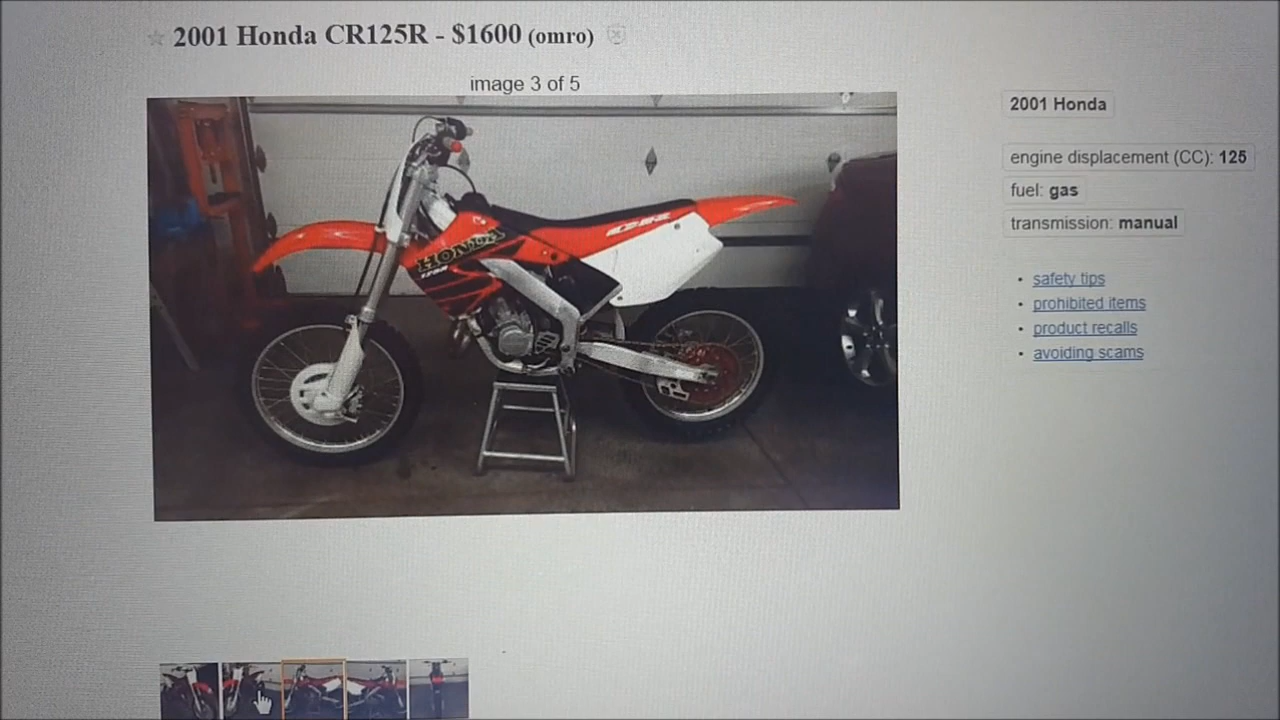 2001 Honda CR125R - $1600 (omro)
image 3 of 5
2001 Honda
engine displacement (CC): 125
fuel: gas
transmission: manual
safety tips
prohibited items
product recalls
avoiding scams
HONDA